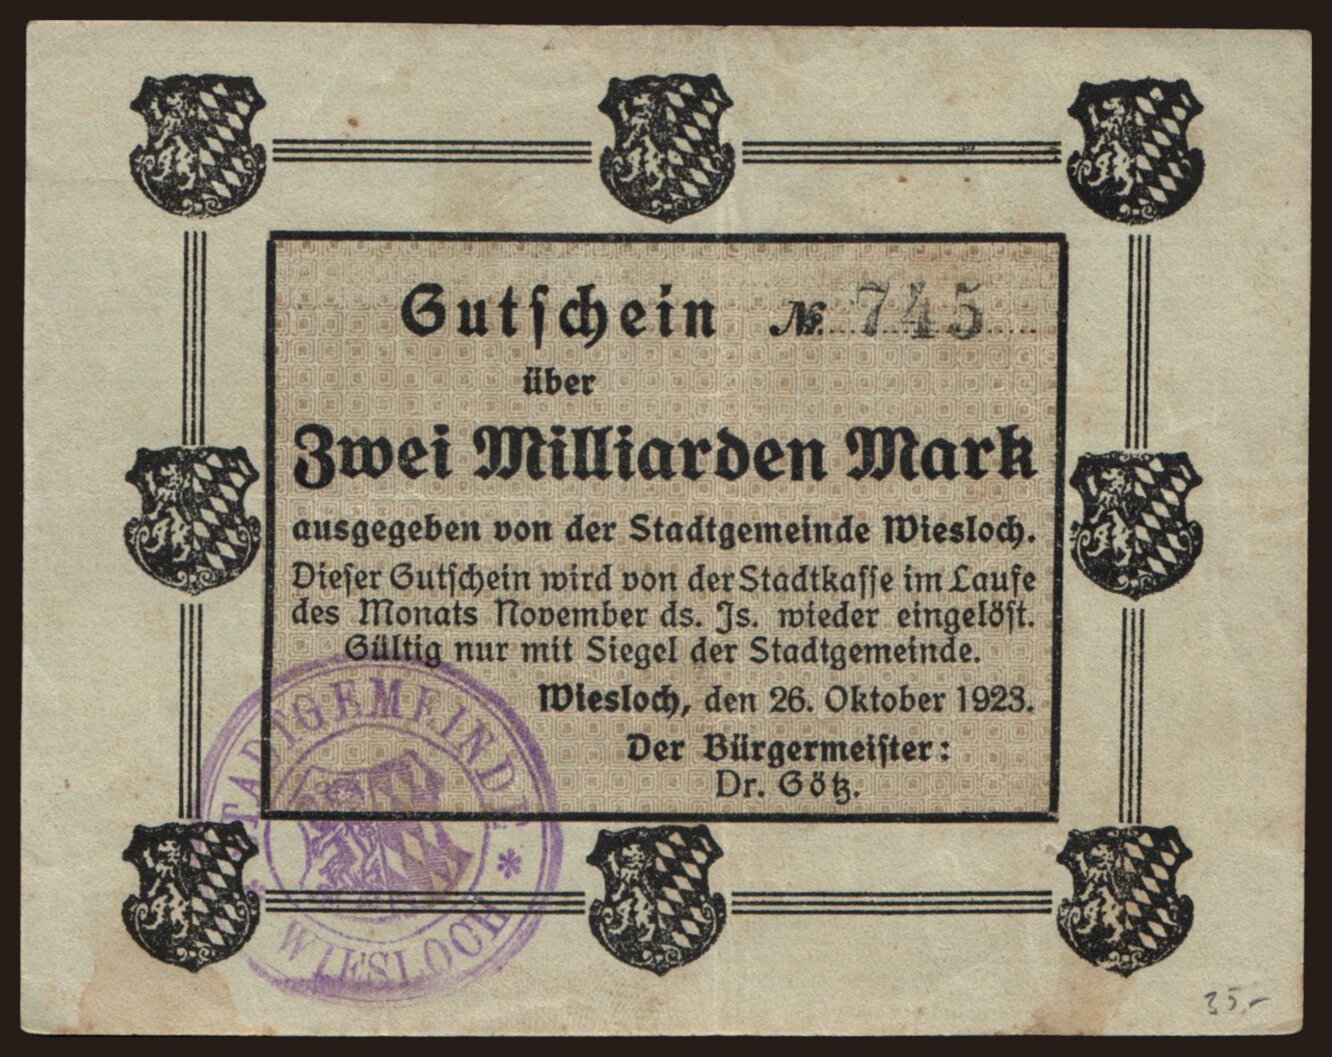 Gutschein № 745
über
Zwei Milliarden Mark
ausgegeben von der Stadtgemeinde Wiesloch.
Dieser Gutschein wird von der Stadtkasse im Laufe
des Monats November ds. Js. wieder eingelöst.
Gültig nur mit Siegel der Stadtgemeinde.
Wiesloch, den 26. Oktober 1923.
Der Bürgermeister:
Dr. Götz.
STADTGEMEINDE
* WIESLOCH *
35,-